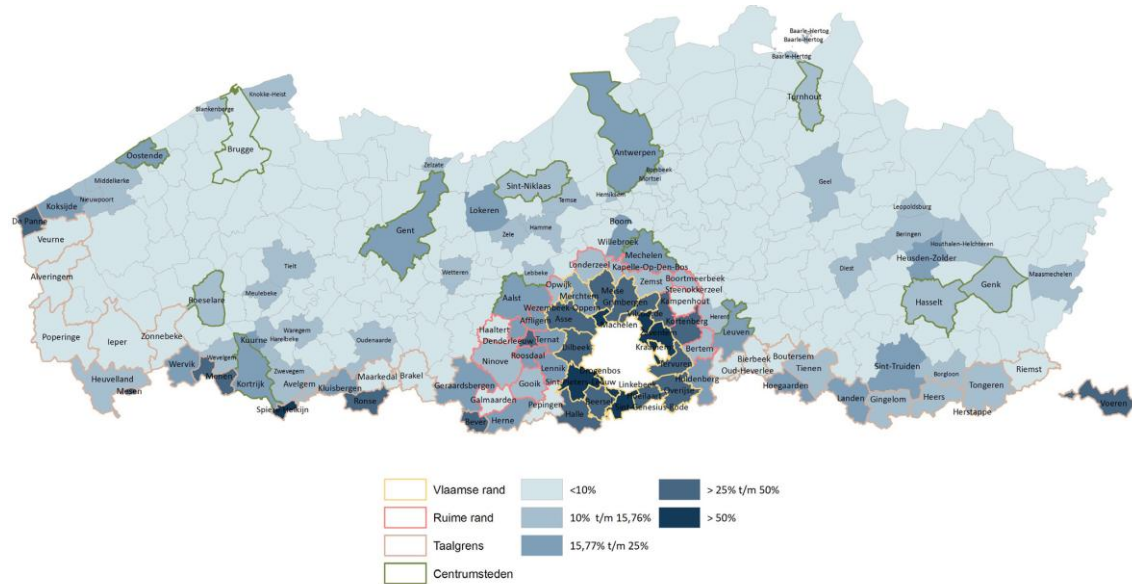 Baarle-Hertog
Baarle-Hertog
Baarle-Hertog
Knokke-Heist
Blankenberge
Turnhout
Brugge
Oostende
Antwerpen
Zelzate
Borsbeek
Mortsel
Middelkerke
Sint-Niklaas
Geel
Hemiksem
Nieuwpoort
Koksijde
Temse
Lokeren
Leopoldsburg
De Panne
Boom
Hamme
Gent
Zele
Beringen
Veurne
Willebroek
Houthalen-Helchteren
Mechelen
Heusden-Zolder
Londerzeel
Tielt
Kapelle-Op-Den-Bos
Diest
Maasmechelen
Wetteren
Lebbeke
Boortmeerbeek
Zemst
Alveringem
Opwijk
Steenokkerzeel
Genk
Meulebeke
Merchtem
Meise
Aalst
Kampenhout
Roeselare
Grimbergen
Hasselt
Wezembeek-Oppem
Affligem
Asse
Machelen
Kortenberg
Herent
Leuven
Haaltert
Waregem
Poperinge
Ieper
Zonnebeke
Kuurne
Harelbeke
Oudenaarde
Denderleeuw
Ternat
Bertem
Boutersem
Dilbeek
Bierbeek
Wevelgem
Ninove
Roosdaal
Tienen
Tervuren
Oud-Heverlee
Sint-Truiden
Wervik
Zwevegem
Maarkedal
Brakel
Lennik
Drogenbos
Borgloon
Riemst
Heuvelland
Menen
Kortrijk
Avelgem
Kluisbergen
Geraardsbergen
Gooik
Linkebeek
Huldenberg
Hoegaarden
Tongeren
Mesen
Overijse
Landen
Gingelom
Heers
Ronse
Galmaarden
Pepingen
Beersel
Herstappe
Voeren
Bever
Herne
Halle
Vlaamse rand
<10%
> 25% t/m 50%
Ruime rand
10% t/m 15,76%
> 50%
Taalgrens
15,77% t/m 25%
Centrumsteden